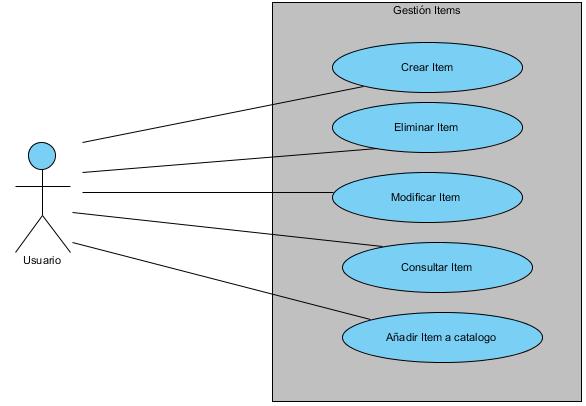 Gestión Items
Crear Item
Eliminar Item
Modificar Item
Consultar Item
Añadir Item a catalogo
Usuario